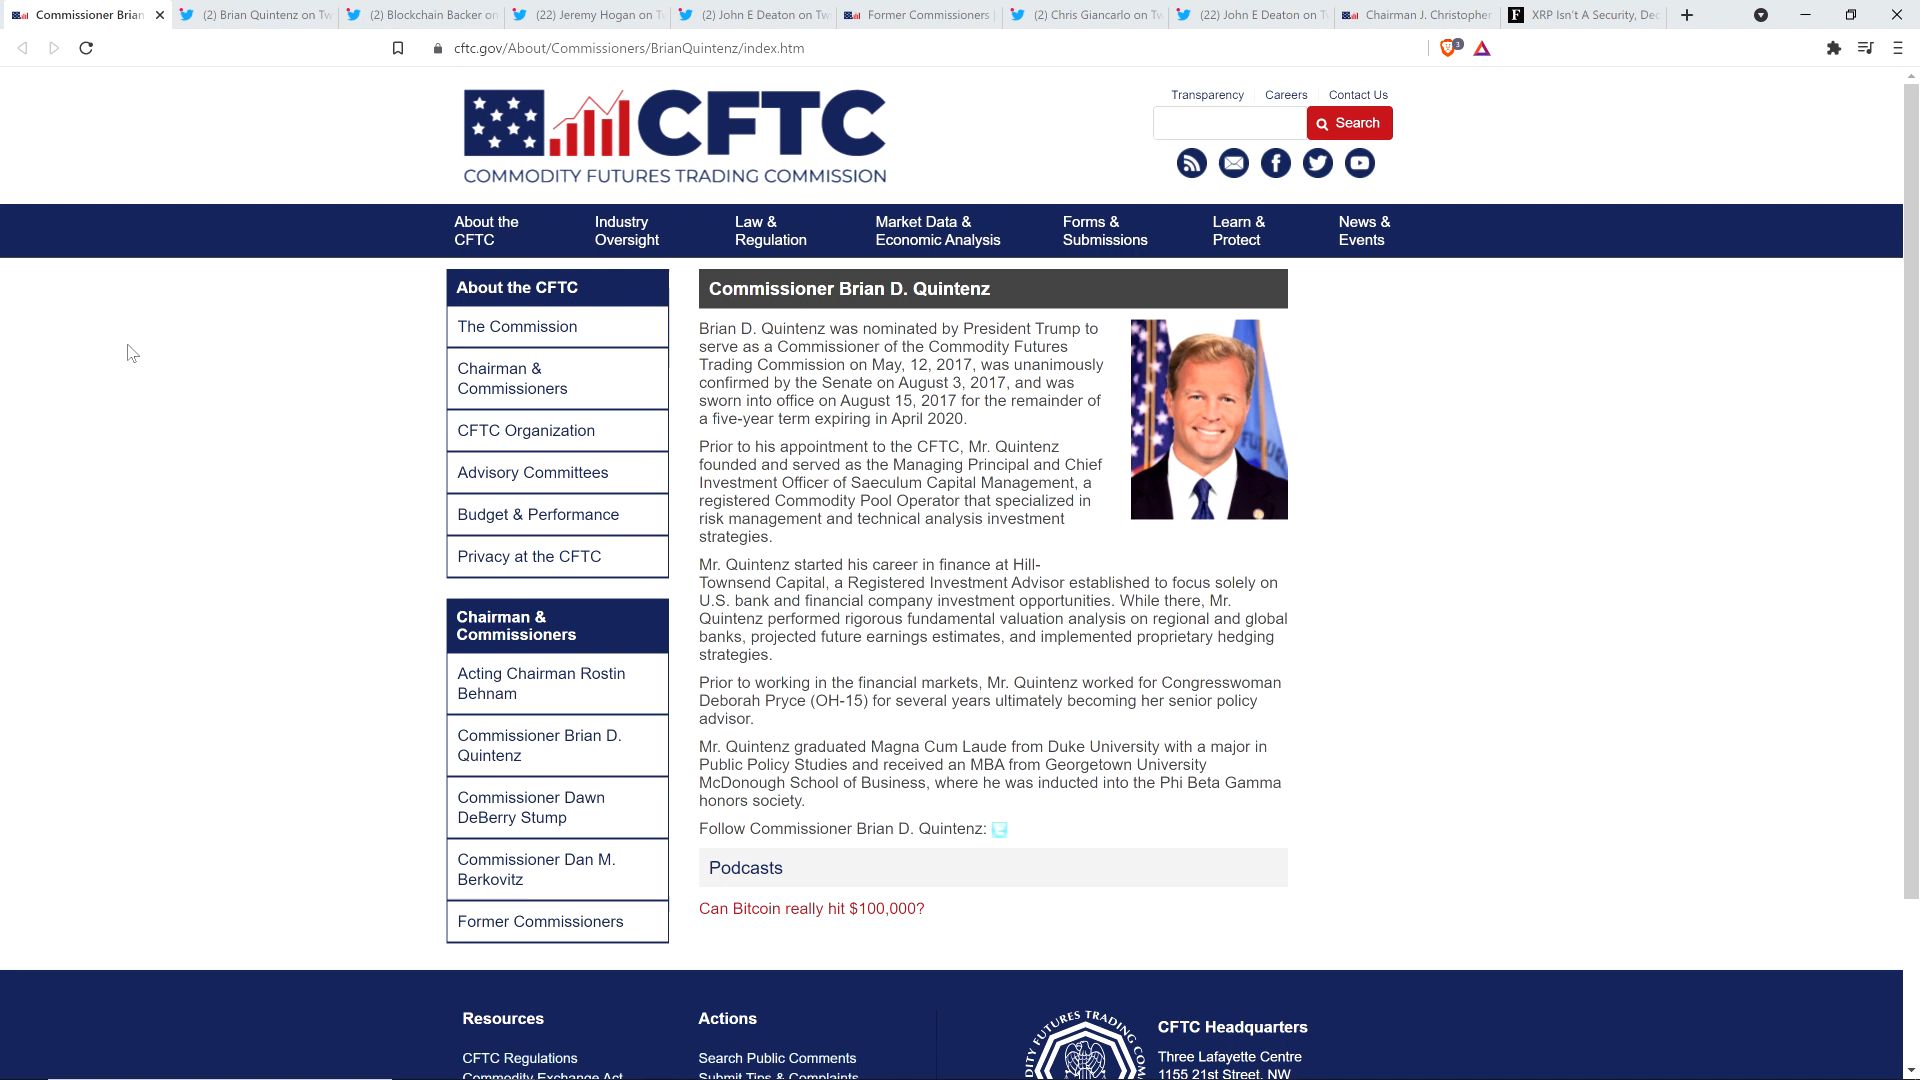 Commissioner Brian
(2) Brian Quintenz on Tw
(2) Blockchain Backer on
(22) Jeremy Hogan on T
(2) John E Deaton on Tw
Former Commissioners
(2) Chris Giancarlo on Tw
(22) John E Deaton on T
Chairman J. Christopher
F XRP Isn't A Security, Dec
cftc.gov/About/Commissioners/BrianQuintenz/index.htm
3
CFTC
COMMODITY FUTURES TRADING COMMISSION
Transparency Careers Contact Us
Search
About the
CFTC
Industry
Oversight
Law &
Regulation
Market Data &
Economic Analysis
Forms &
Submissions
Learn &
Protect
News &
Events
About the CFTC
The Commission
Chairman &
Commissioners
CFTC Organization
Advisory Committees
Budget & Performance
Privacy at the CFTC
Chairman &
Commissioners
Acting Chairman Rostin
Behnam
Commissioner Brian D.
Quintenz
Commissioner Dawn
DeBerry Stump
Commissioner Dan M.
Berkovitz
Former Commissioners
Commissioner Brian D. Quintenz
Brian D. Quintenz was nominated by President Trump to
serve as a Commissioner of the Commodity Futures
Trading Commission on May, 12, 2017, was unanimously
confirmed by the Senate on August 3, 2017, and was
sworn into office on August 15, 2017 for the remainder of
a five-year term expiring in April 2020.
Prior to his appointment to the CFTC, Mr. Quintenz
founded and served as the Managing Principal and Chief
Investment Officer of Saeculum Capital Management, a
registered Commodity Pool Operator that specialized in
risk management and technical analysis investment
strategies.
Mr. Quintenz started his career in finance at Hill-
Townsend Capital, a Registered Investment Advisor established to focus solely on
U.S. bank and financial company investment opportunities. While there, Mr.
Quintenz performed rigorous fundamental valuation analysis on regional and global
banks, projected future earnings estimates, and implemented proprietary hedging
strategies.
Prior to working in the financial markets, Mr. Quintenz worked for Congresswoman
Deborah Pryce (OH-15) for several years ultimately becoming her senior policy
advisor.
Mr. Quintenz graduated Magna Cum Laude from Duke University with a major in
Public Policy Studies and received an MBA from Georgetown University
McDonough School of Business, where he was inducted into the Phi Beta Gamma
honors society.
Follow Commissioner Brian D. Quintenz:
Podcasts
Can Bitcoin really hit $100,000?
Resources
CFTC Regulations
Commodity Exchange Act
Actions
Search Public Comments
Submit Tips & Complaints
CFTC Headquarters
Three Lafayette Centre
1155 21st Street, NW